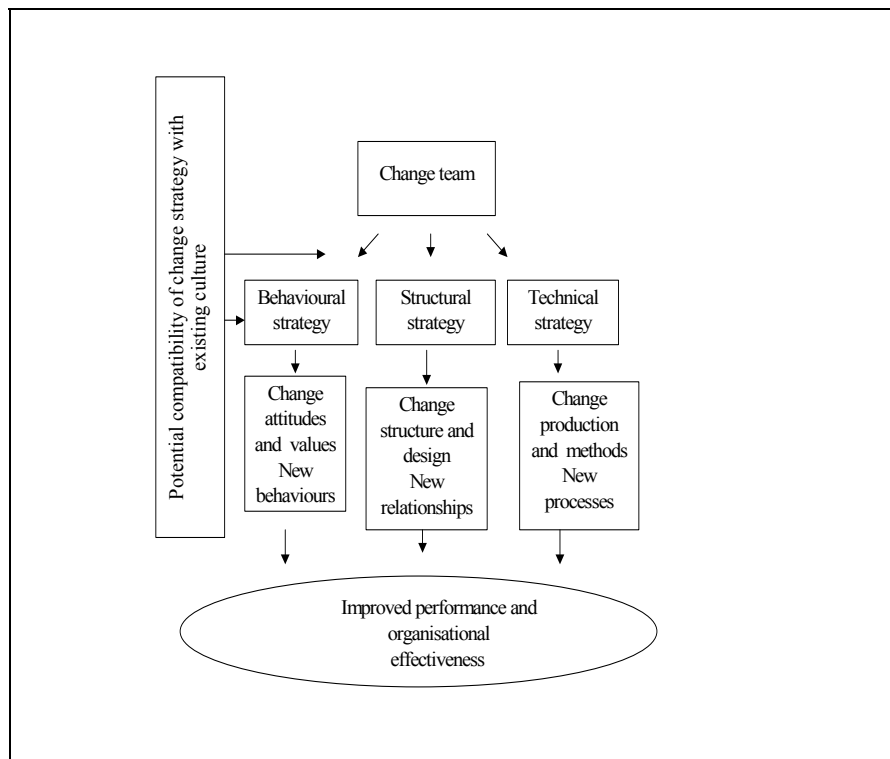 Potential compatibility of change strategy with
existing culture
Change team
Behavioural
strategy
Structural
strategy
Technical
strategy
Change
attitudes
and values
New
behaviours
Change
structure and
design
New
relationships
Change
production
and methods
New
processes
Improved performance and
organisational
effectiveness